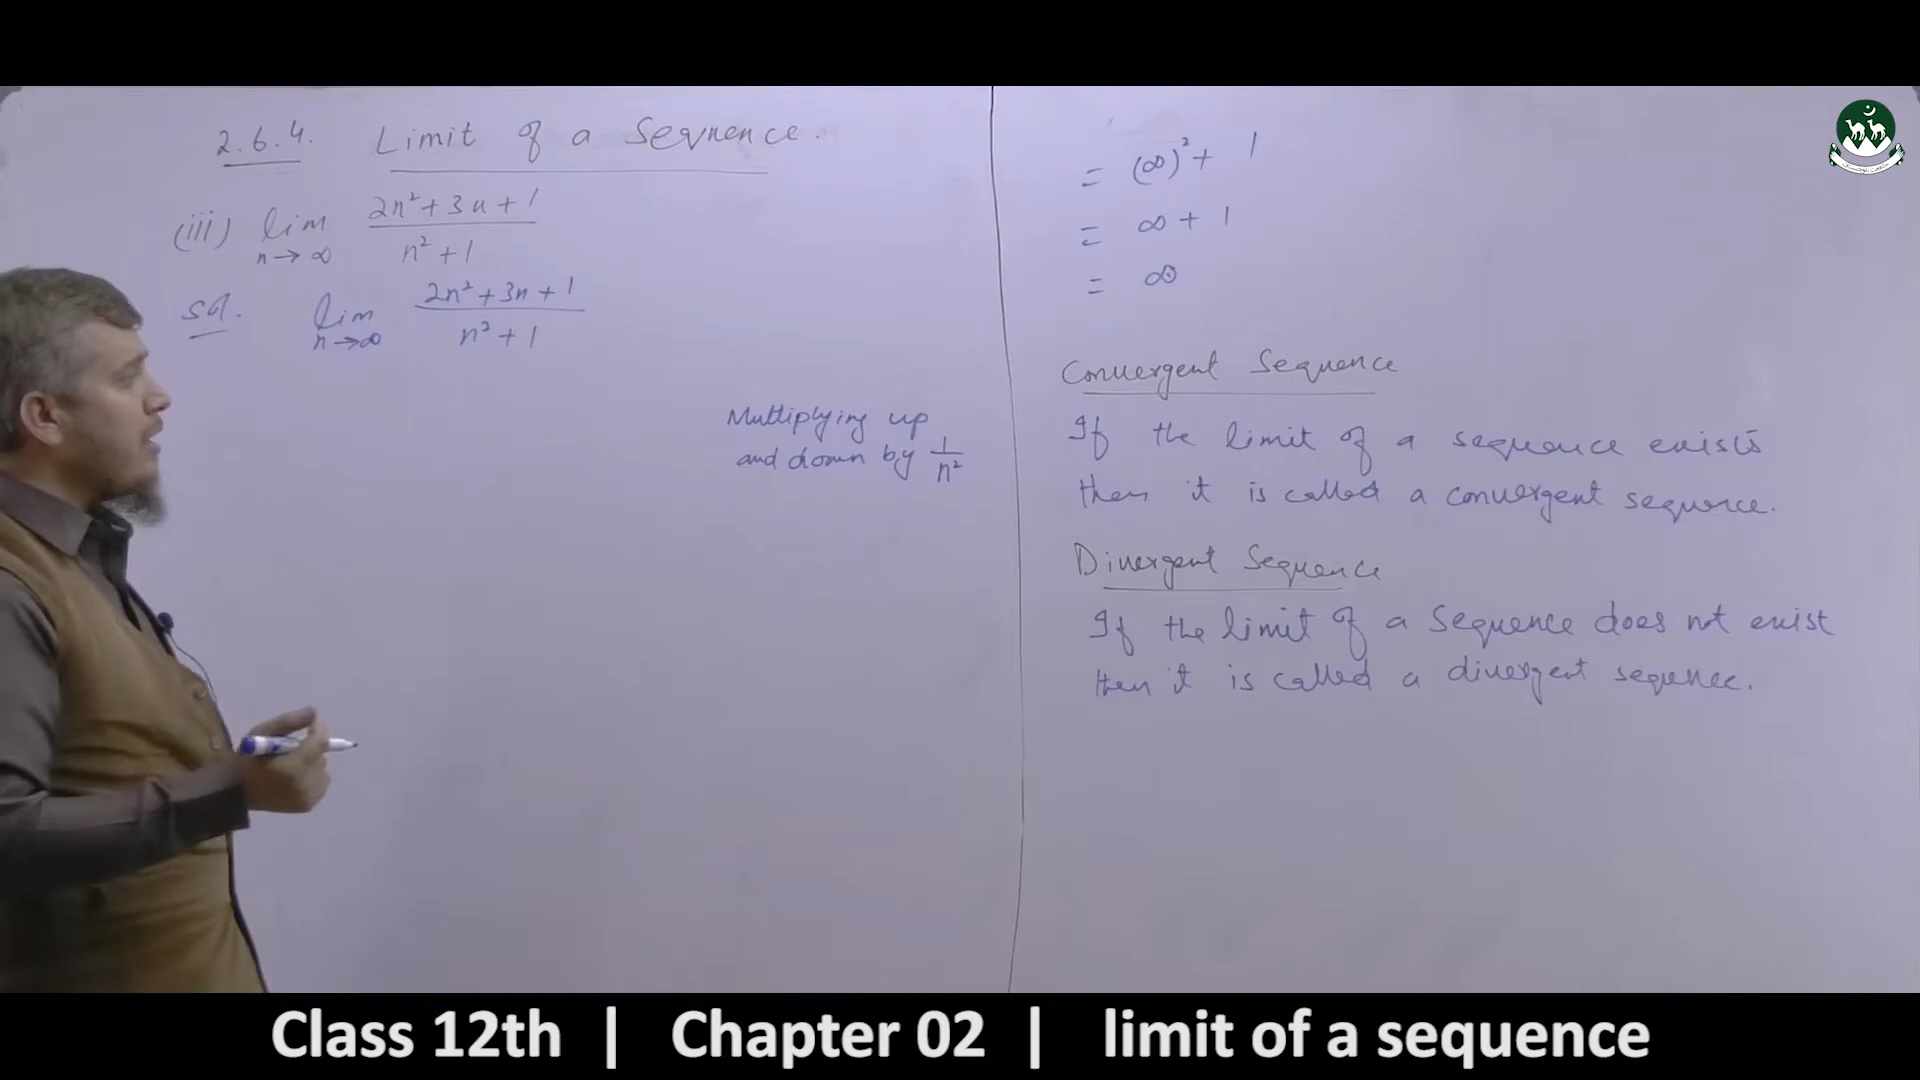 2.6.4. Limit of a Sequence.
(iii) lim n→∞ (2n² + 3n + 1) / (n² + 1)
Sol. lim n→∞ (2n² + 3n + 1) / (n² + 1)
Multiplying up
and down by 1/n²
= (∞)² + 1
= ∞ + 1
= ∞
Convergent Sequence
If the limit of a sequence exists
then it is called a convergent sequence.
Divergent Sequence
If the limit of a sequence does not exist
then it is called a divergent sequence.
Class 12th | Chapter 02 | limit of a sequence